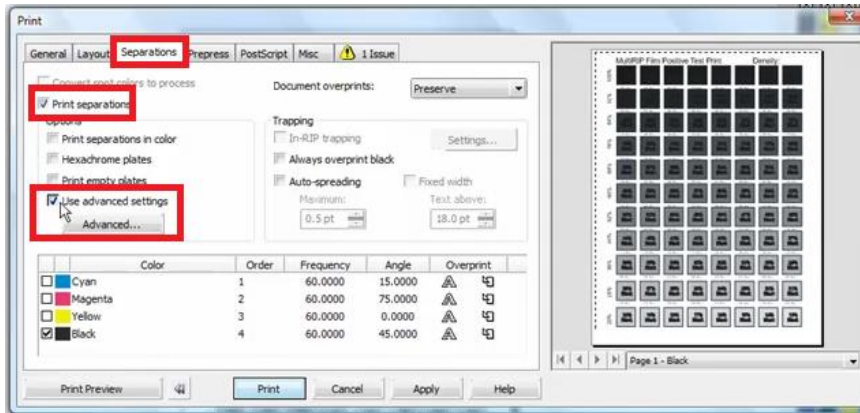 Print
General Layout Separations Prepress PostScript Misc 1 Issue
Convert spot colors to process
Document overprints: Preserve
Print separations
Options
Trapping
Print separations in color
In-RIP trapping Settings...
Hexachrome plates
Always overprint black
Print empty plates
Auto-spreading Fixed width
Use advanced settings
Maximum: Text above:
Advanced...
0.5 pt 18.0 pt
Color Order Frequency Angle Overprint
Cyan 1 60.0000 15.0000
Magenta 2 60.0000 75.0000
Yellow 3 60.0000 0.0000
Black 4 60.0000 45.0000
Print Preview Print Cancel Apply Help
MultiRIP Film Positive Test Print Density:
Page 1 - Black